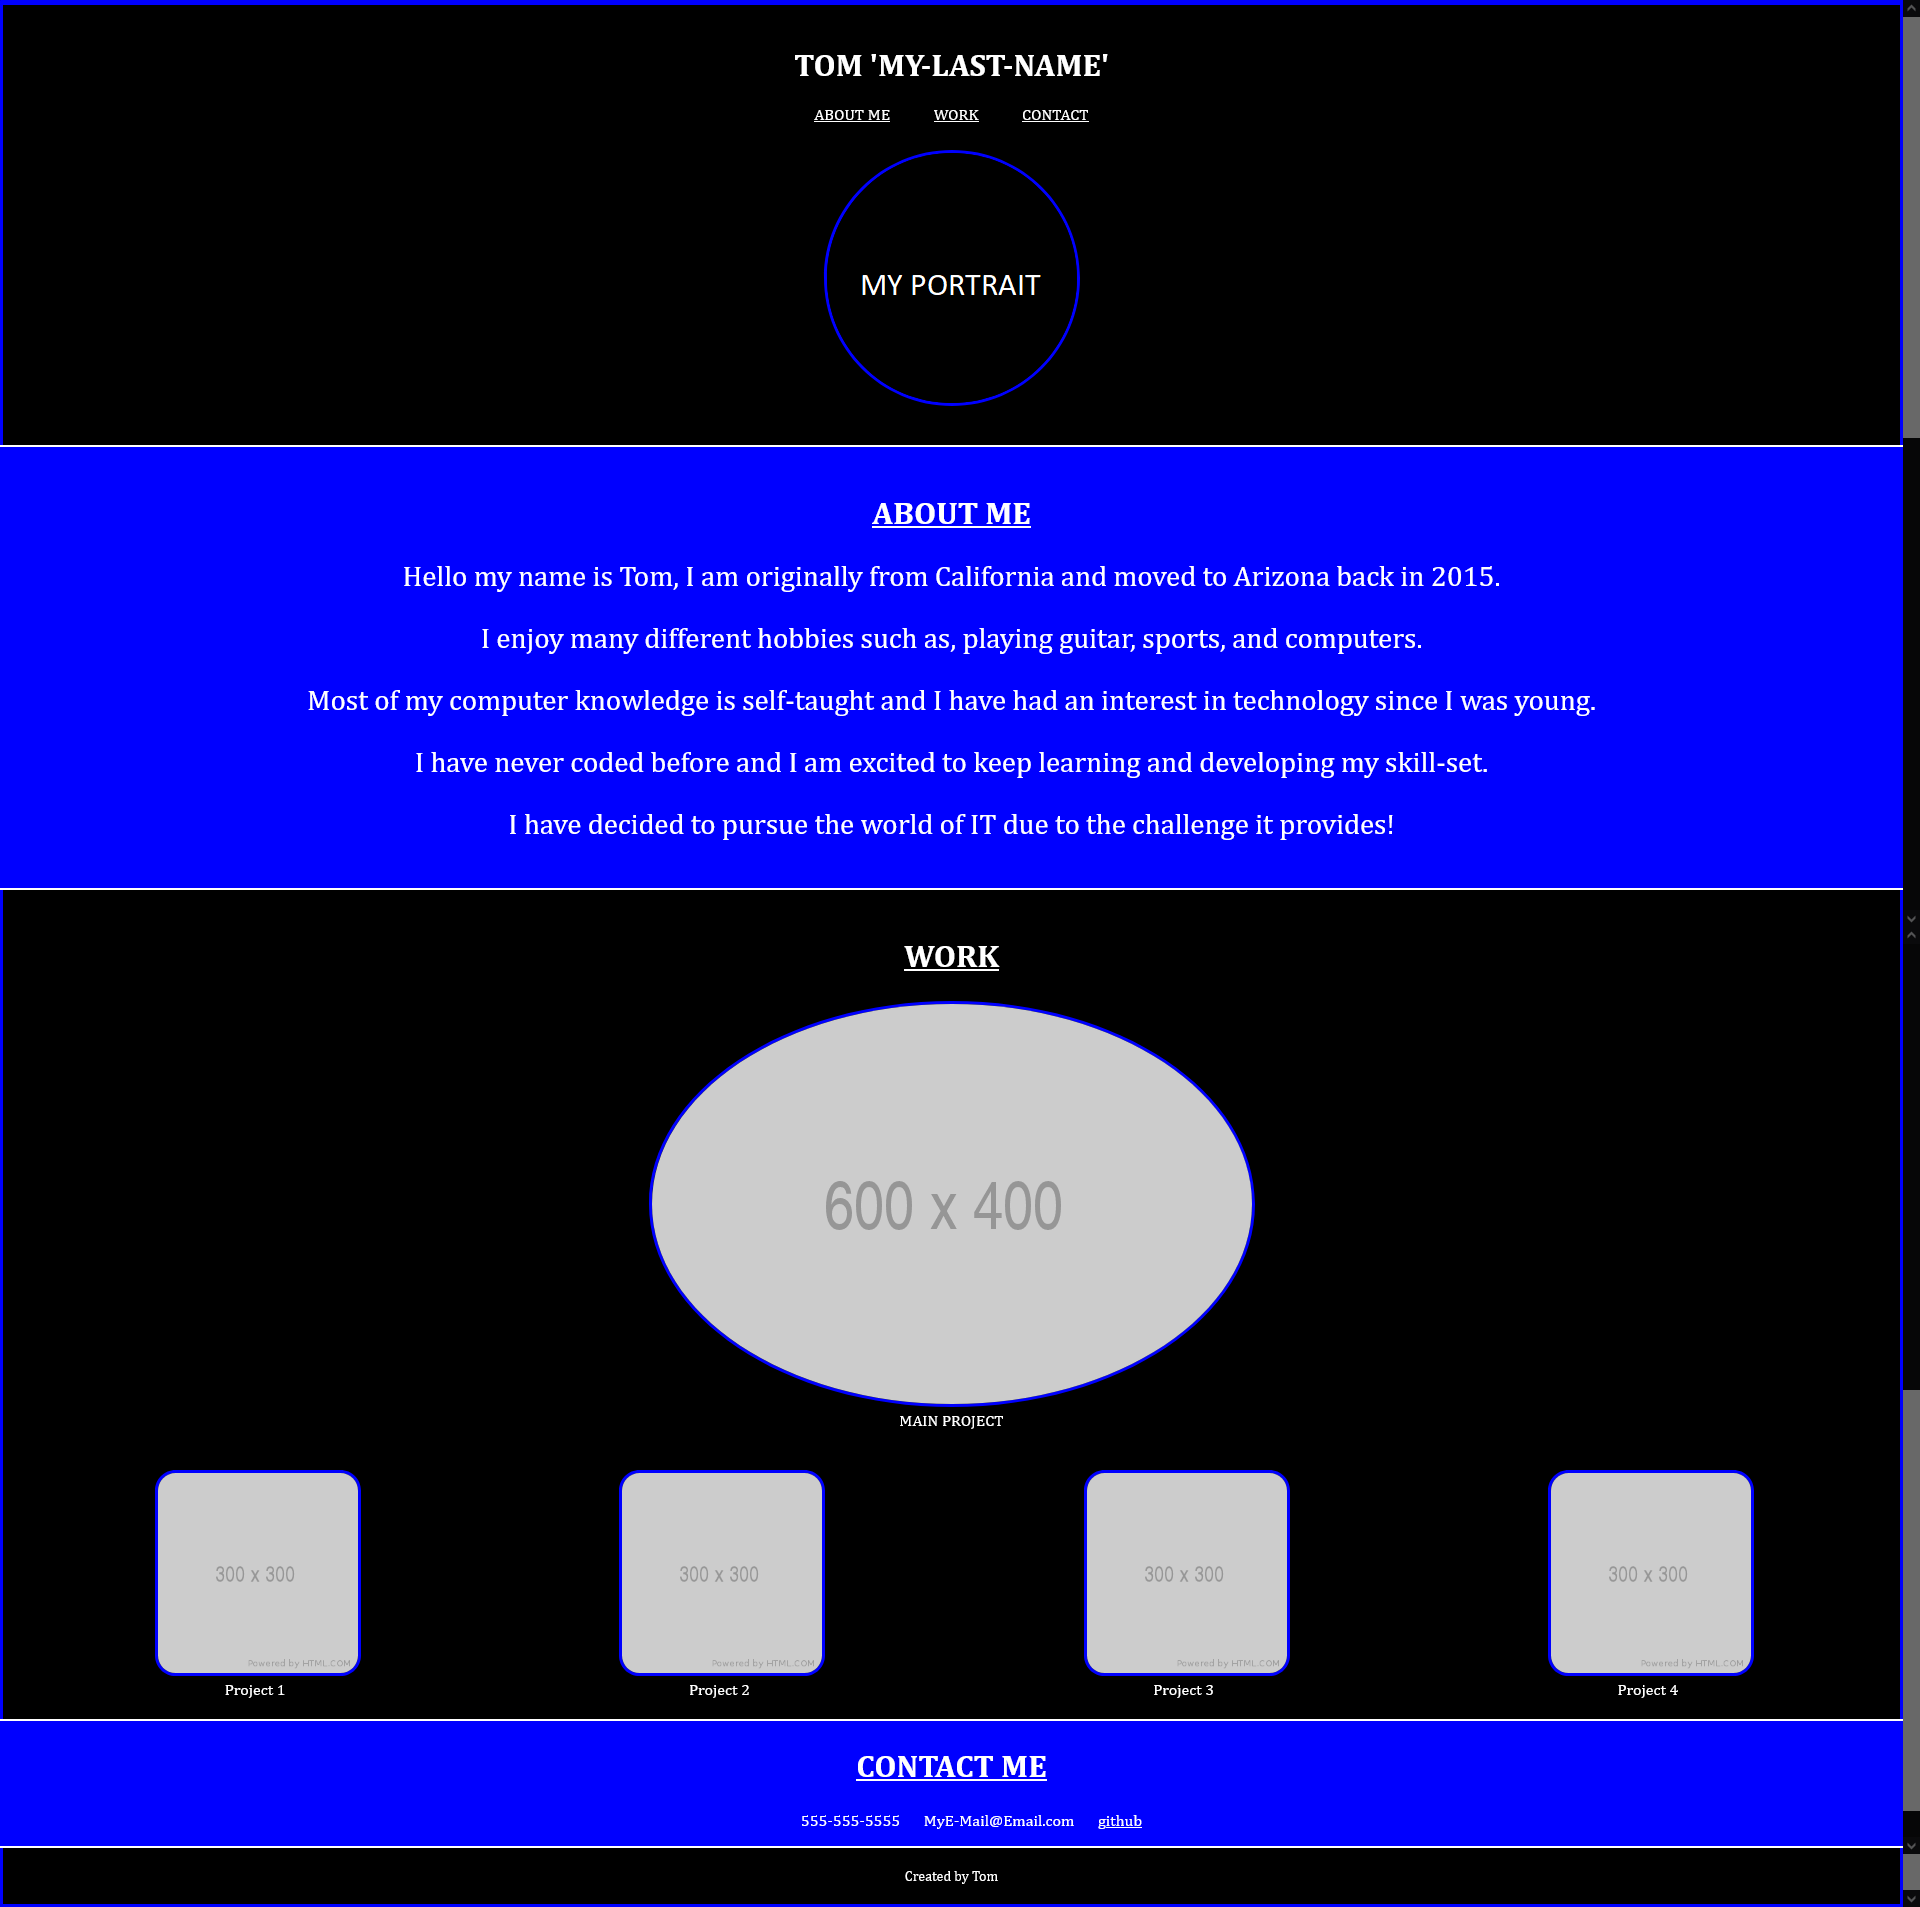 TOM 'MY-LAST-NAME'
ABOUT ME WORK CONTACT
MY PORTRAIT
ABOUT ME
Hello my name is Tom, I am originally from California and moved to Arizona back in 2015.
I enjoy many different hobbies such as, playing guitar, sports, and computers.
Most of my computer knowledge is self-taught and I have had an interest in technology since I was young.
I have never coded before and I am excited to keep learning and developing my skill-set.
I have decided to pursue the world of IT due to the challenge it provides!
WORK
600 x 400
MAIN PROJECT
300 x 300 300 x 300 300 x 300 300 x 300
Powered by HTML.COM Powered by HTML.COM Powered by HTML.COM Powered by HTML.COM
Project 1 Project 2 Project 3 Project 4
CONTACT ME
555-555-5555 MyE-Mail@Email.com github
Created by Tom